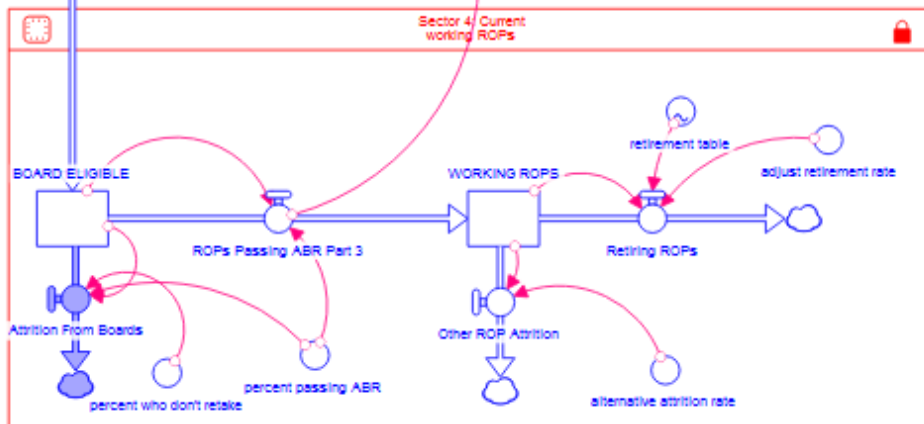 Sector 4: Current
working ROPs
retirement table
adjust retirement rate
BOARD ELIGIBLE
WORKING ROPS
ROPs Passing ABR Part 3
Retiring ROPs
Attrition From Boards
Other ROP Attrition
percent who don't retake
percent passing ABR
alternative attrition rate